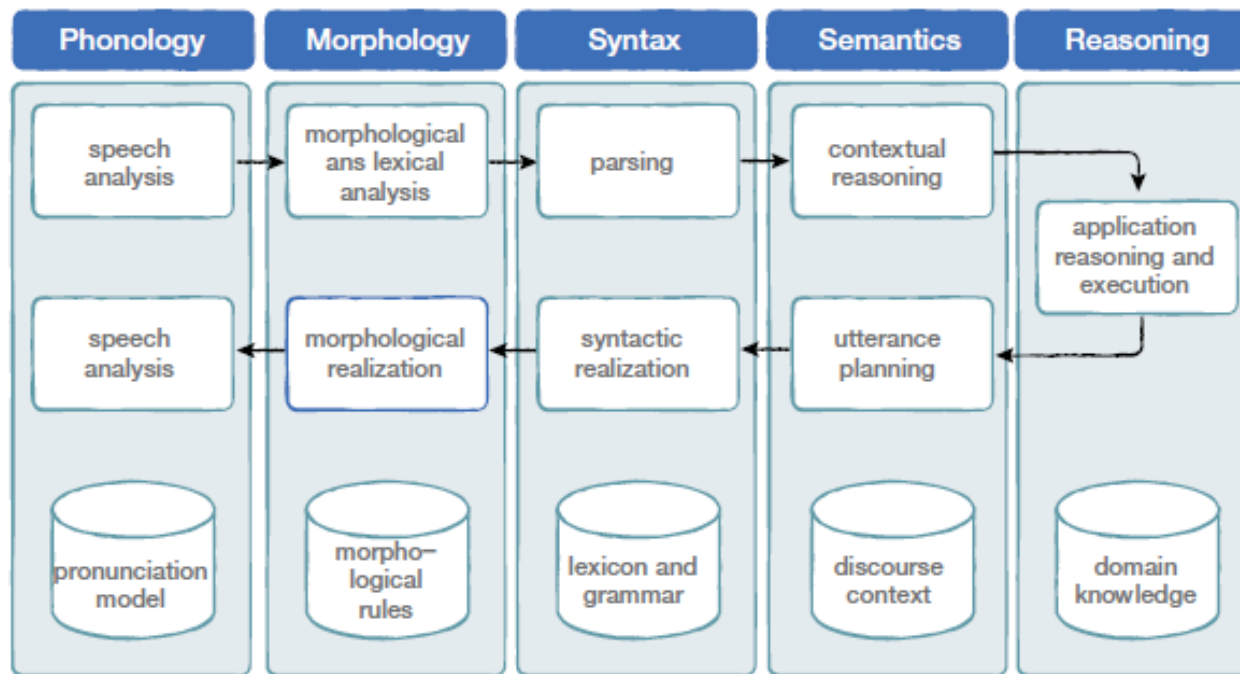 Phonology
Morphology
Syntax
Semantics
Reasoning
speech
analysis
morphological
ans lexical
analysis
parsing
contextual
reasoning
application
reasoning and
execution
speech
analysis
morphological
realization
syntactic
realization
utterance
planning
pronunciation
model
morpho–
logical
rules
lexicon and
grammar
discourse
context
domain
knowledge